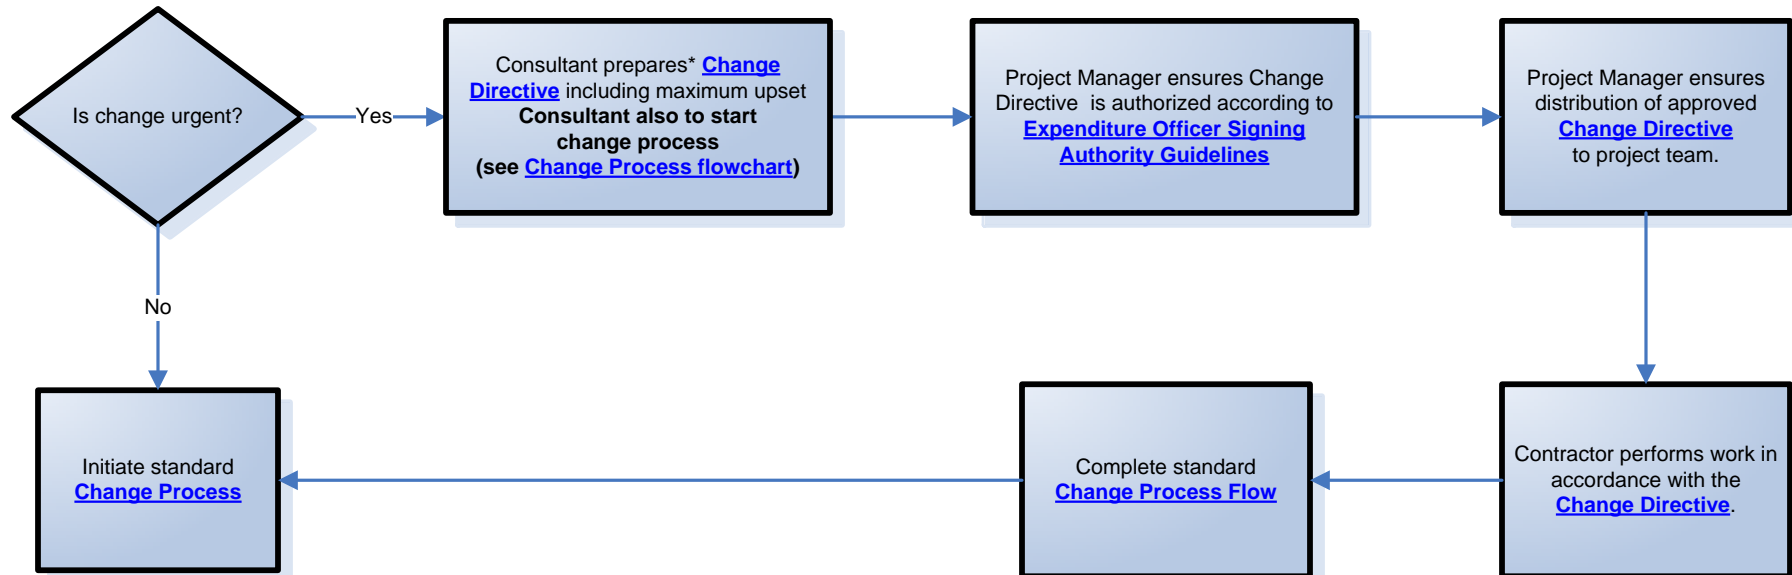 Is change urgent?
Yes
Consultant prepares* Change
Directive including maximum upset
Consultant also to start
change process
(see Change Process flowchart)
Project Manager ensures Change
Directive  is authorized according to
Expenditure Officer Signing
Authority Guidelines
Project Manager ensures
distribution of approved
Change Directive
to project team.
No
Initiate standard
Change Process
Complete standard
Change Process Flow
Contractor performs work in
accordance with the
Change Directive.